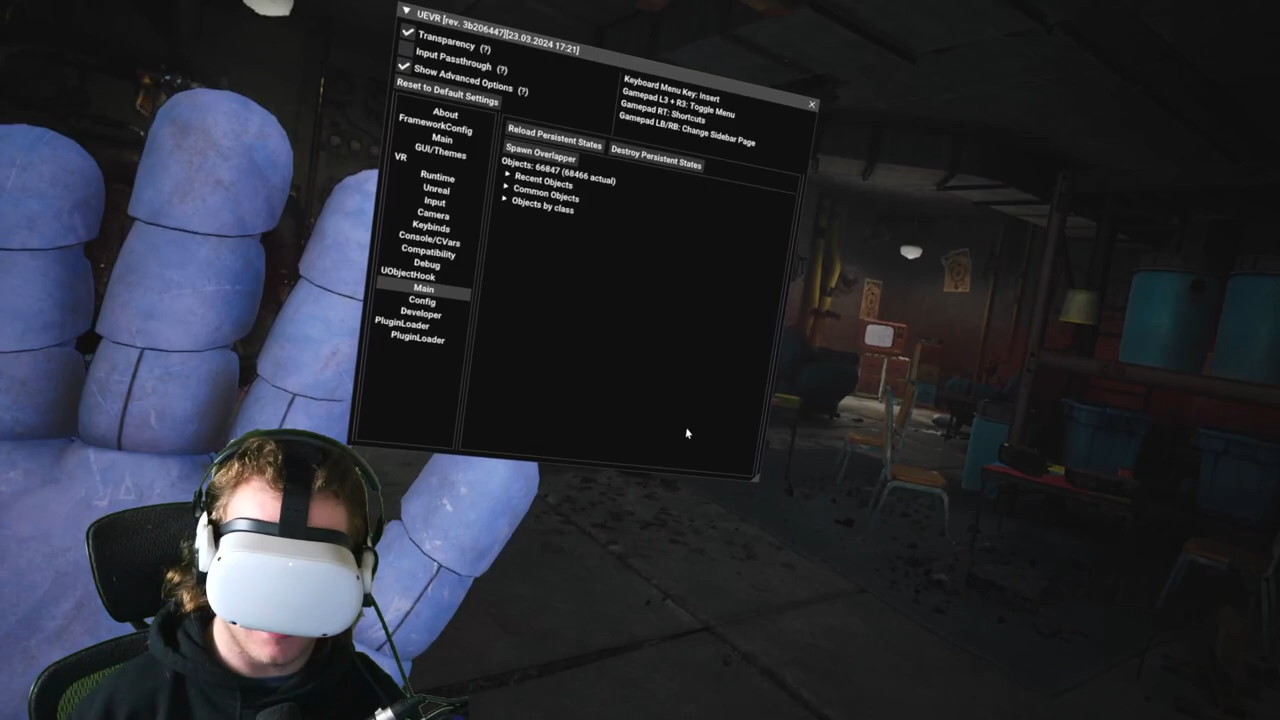 UEVR [rev. 3b206447][23.03.2024 17:21]
Transparency (?)
Input Passthrough (?)
Show Advanced Options (?)
Reset to Default Settings
Keyboard Menu Key: Insert
Gamepad L3 + R3: Toggle Menu
Gamepad RT: Shortcuts
Gamepad LB/RB: Change Sidebar Page
About
FrameworkConfig
Main
GUI/Themes
VR
Runtime
Unreal
Input
Camera
Keybinds
Console/CVars
Compatibility
Debug
UObjectHook
Main
Config
Developer
PluginLoader
PluginLoader
Reload Persistent States Destroy Persistent States
Spawn Overlapper
Objects: 66847 (68466 actual)
Recent Objects
Common Objects
Objects by class